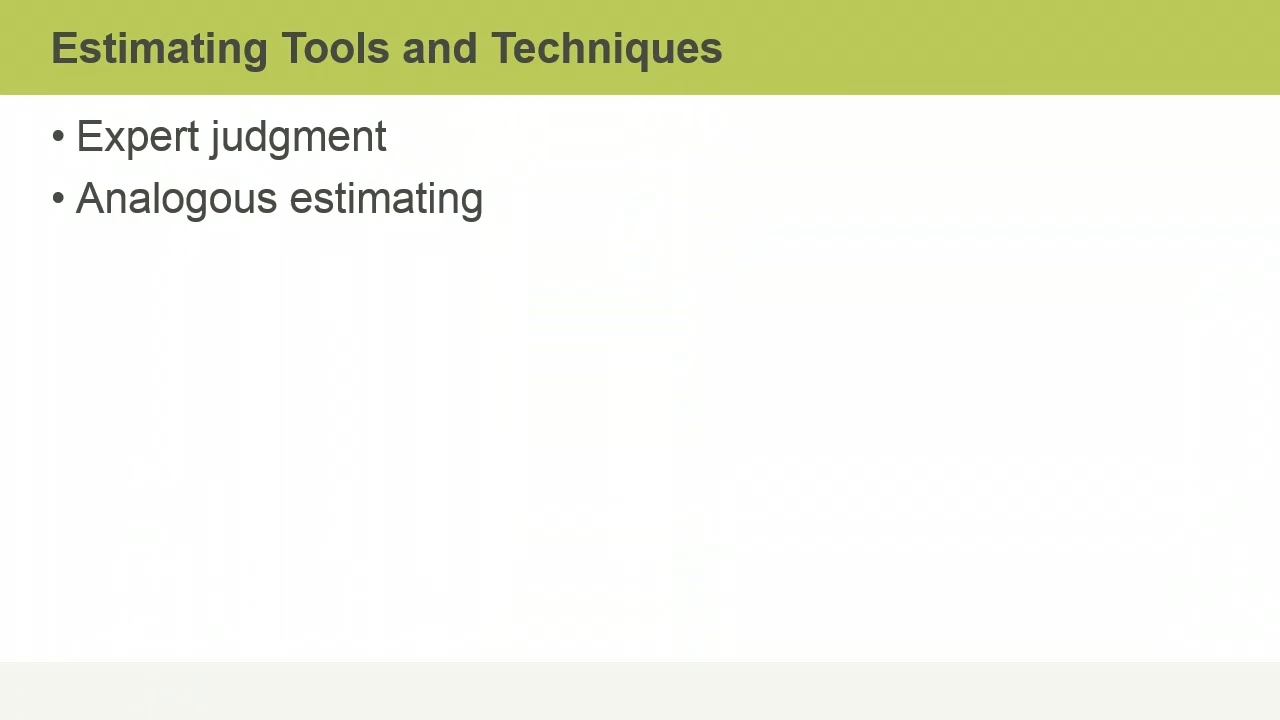 Estimating Tools and Techniques
• Expert judgment
• Analogous estimating